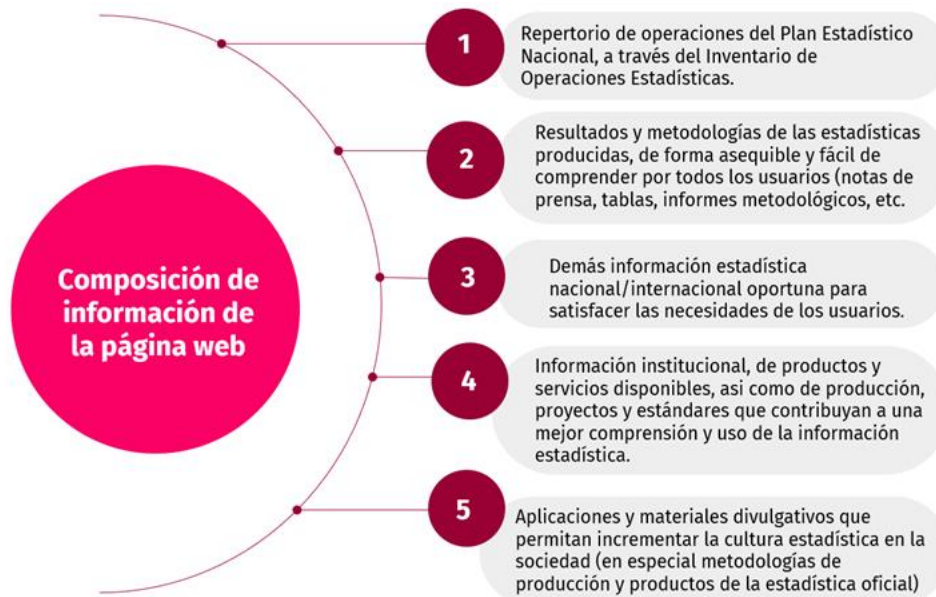 Composición de
información de
la página web
1
Repertorio de operaciones del Plan Estadístico
Nacional, a través del Inventario de
Operaciones Estadísticas.
2
Resultados y metodologías de las estadísticas
producidas, de forma asequible y fácil de
comprender por todos los usuarios (notas de
prensa, tablas, informes metodológicos, etc.
3
Demás información estadística
nacional/internacional oportuna para
satisfacer las necesidades de los usuarios.
4
Información institucional, de productos y
servicios disponibles, asi como de producción,
proyectos y estándares que contribuyan a una
mejor comprensión y uso de la información
estadística.
5
Aplicaciones y materiales divulgativos que
permitan incrementar la cultura estadística en la
sociedad (en especial metodologías de
producción y productos de la estadística oficial)